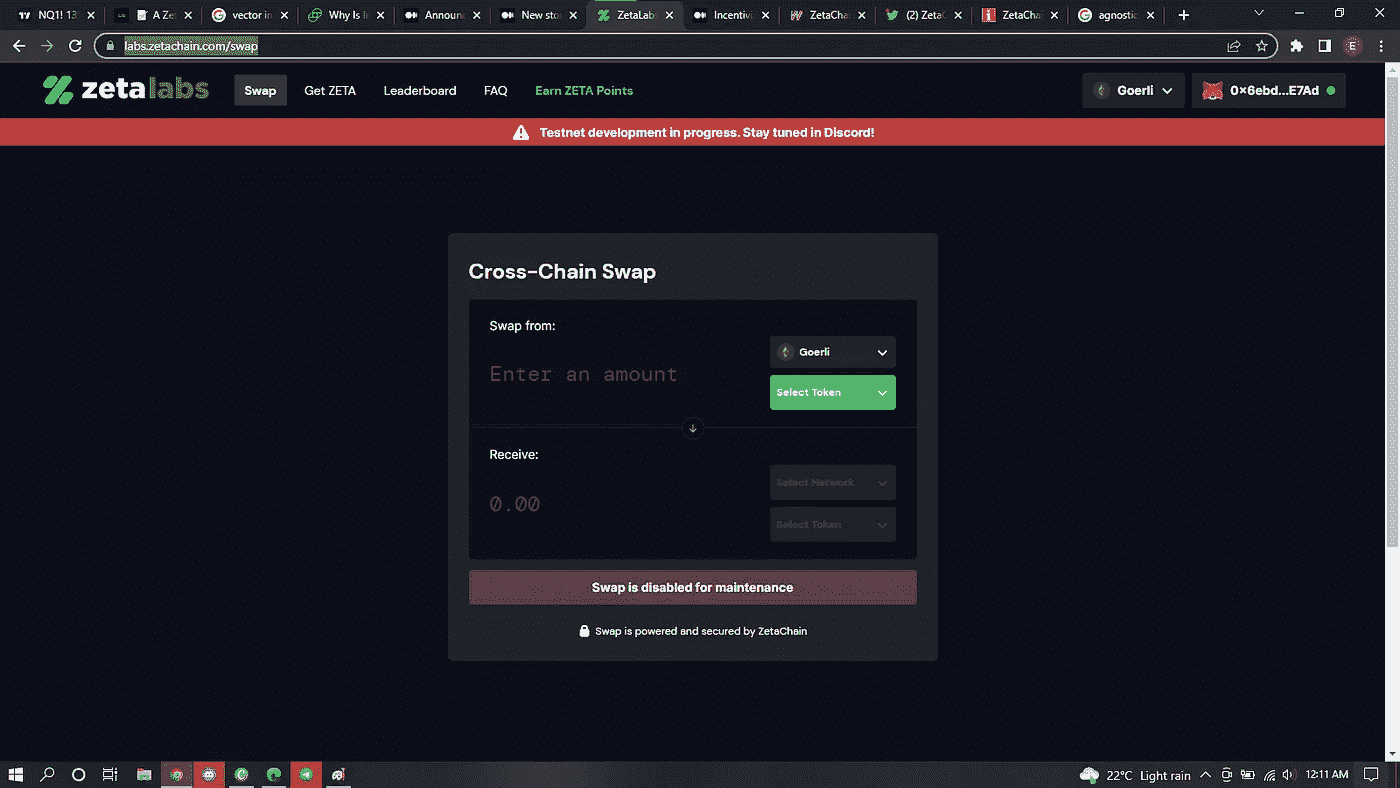 NQ1! 13
A Zet
vector in
Why Is I
Announ
New sto
ZetaLab
Incentiv
ZetaCha
(2) Zeta
ZetaCha
agnostic
labs.zetachain.com/swap
E
zetalabs
Swap
Get ZETA
Leaderboard
FAQ
Earn ZETA Points
Goerli
0x6ebd...E7Ad
Testnet development in progress. Stay tuned in Discord!
Cross-Chain Swap
Swap from:
Goerli
Enter an amount
Select Token
Receive:
Select Network
0.00
Select Token
Swap is disabled for maintenance
Swap is powered and secured by ZetaChain
22°C Light rain
12:11 AM